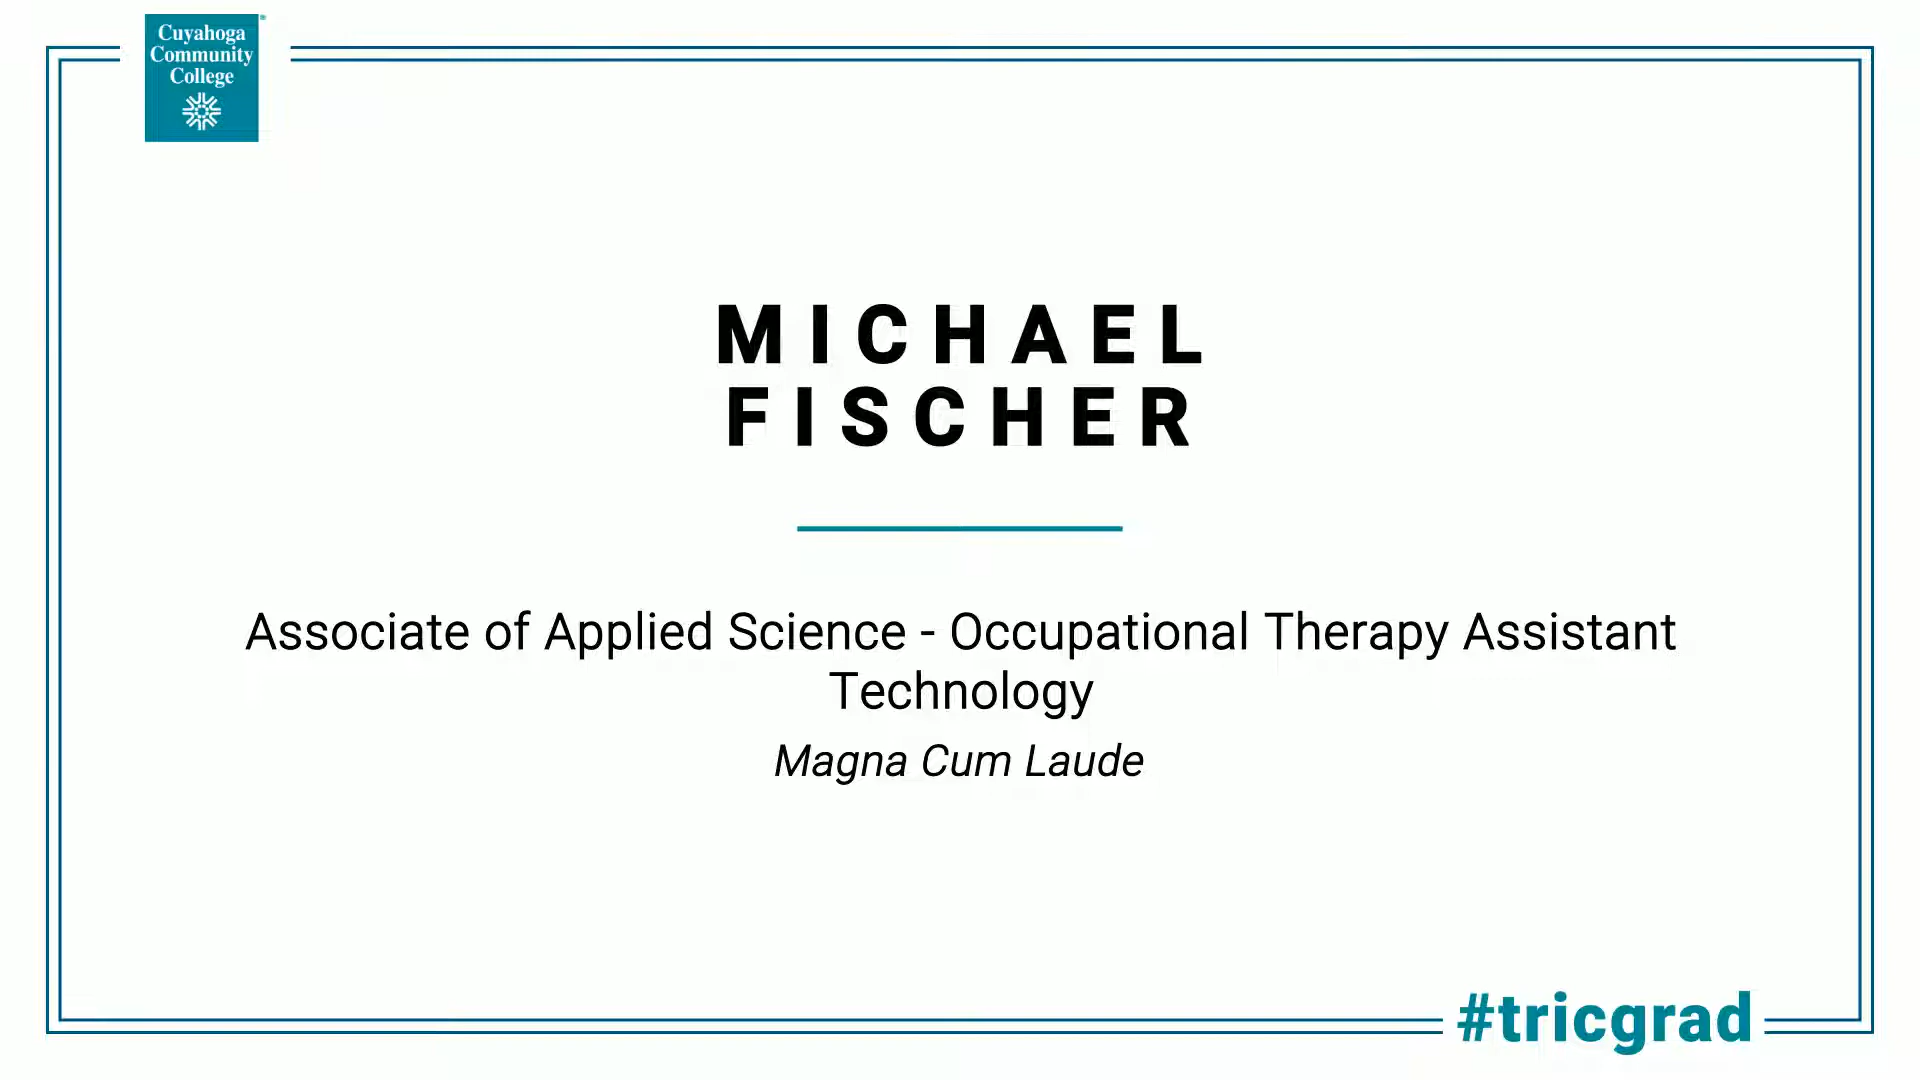 Cuyahoga
Community
College
MICHAEL
FISCHER
Associate of Applied Science - Occupational Therapy Assistant
Technology
Magna Cum Laude
#tricgrad